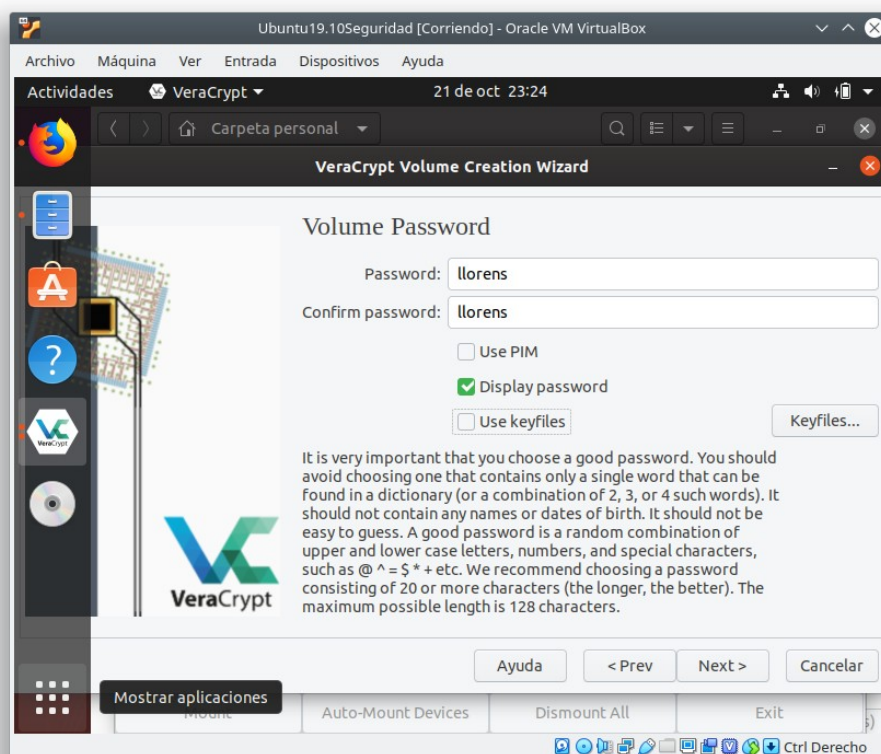 Ubuntu19.10Seguridad [Corriendo] - Oracle VM VirtualBox
Archivo Máquina Ver Entrada Dispositivos Ayuda
Actividades VeraCrypt 21 de oct 23:24
Carpeta personal
VeraCrypt Volume Creation Wizard
Volume Password
Password: llorens
Confirm password: llorens
Use PIM
Display password
Use keyfiles Keyfiles...
It is very important that you choose a good password. You should
avoid choosing one that contains only a single word that can be
found in a dictionary (or a combination of 2, 3, or 4 such words). It
should not contain any names or dates of birth. It should not be
easy to guess. A good password is a random combination of
upper and lower case letters, numbers, and special characters,
such as @ ^ = $ * + etc. We recommend choosing a password
consisting of 20 or more characters (the longer, the better). The
maximum possible length is 128 characters.
VeraCrypt
VeraCrypt
Ayuda < Prev Next > Cancelar
Mostrar aplicaciones
Mount Auto-Mount Devices Dismount All Exit
Ctrl Derecho